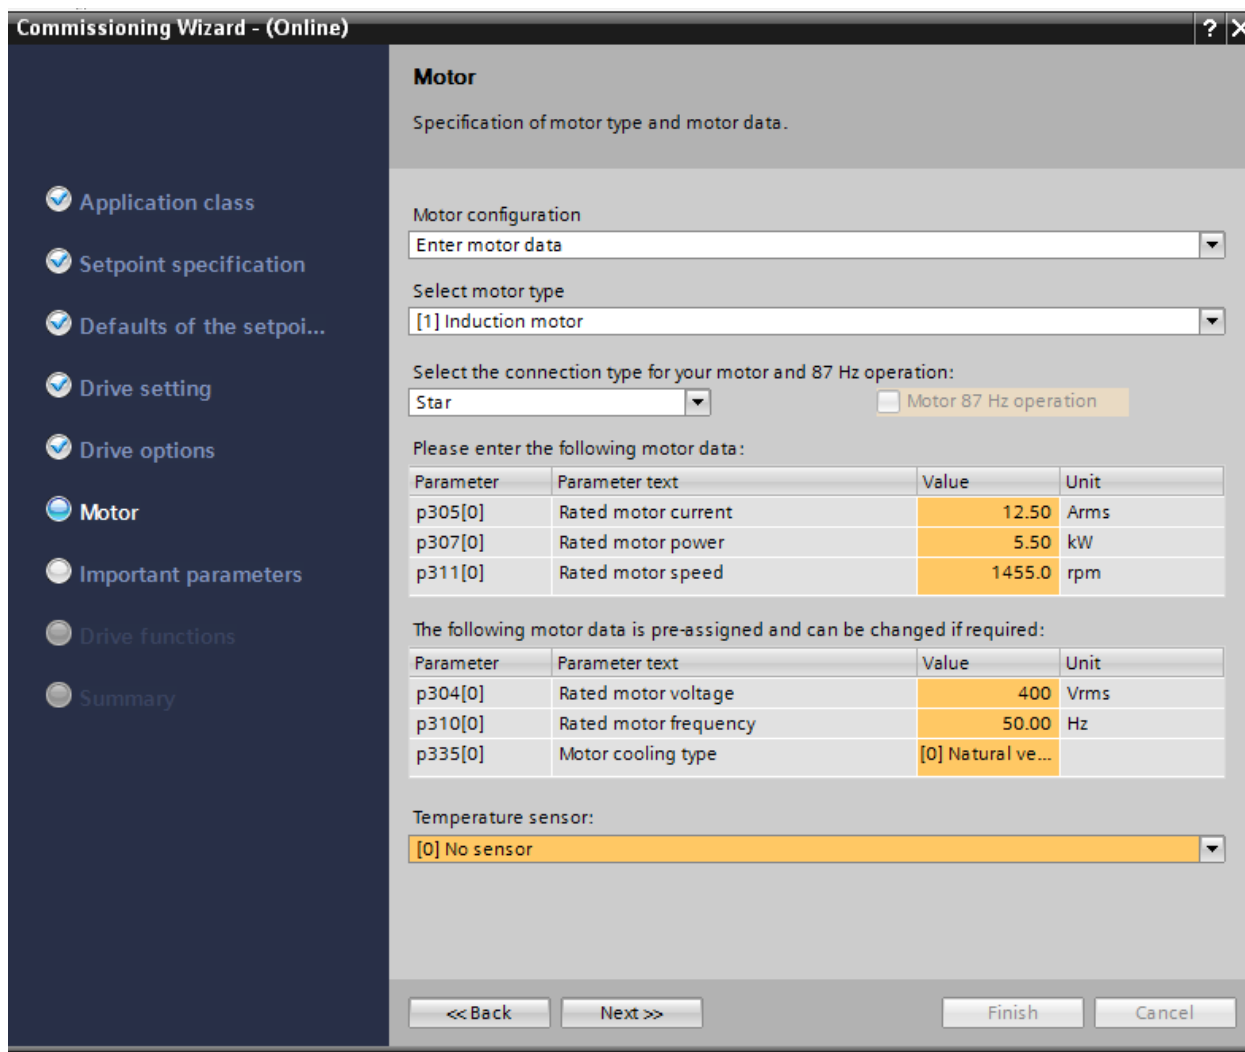 Commissioning Wizard - (Online)
? X
Motor
Specification of motor type and motor data.
Application class
Setpoint specification
Defaults of the setpoi...
Drive setting
Drive options
Motor
Important parameters
Drive functions
Summary
Motor configuration
Enter motor data
Select motor type
[1] Induction motor
Select the connection type for your motor and 87 Hz operation:
Star
Motor 87 Hz operation
Please enter the following motor data:
Parameter Parameter text Value Unit
p305[0] Rated motor current 12.50 Arms
p307[0] Rated motor power 5.50 kW
p311[0] Rated motor speed 1455.0 rpm
The following motor data is pre-assigned and can be changed if required:
Parameter Parameter text Value Unit
p304[0] Rated motor voltage 400 Vrms
p310[0] Rated motor frequency 50.00 Hz
p335[0] Motor cooling type [0] Natural ve...
Temperature sensor:
[0] No sensor
<< Back Next >> Finish Cancel